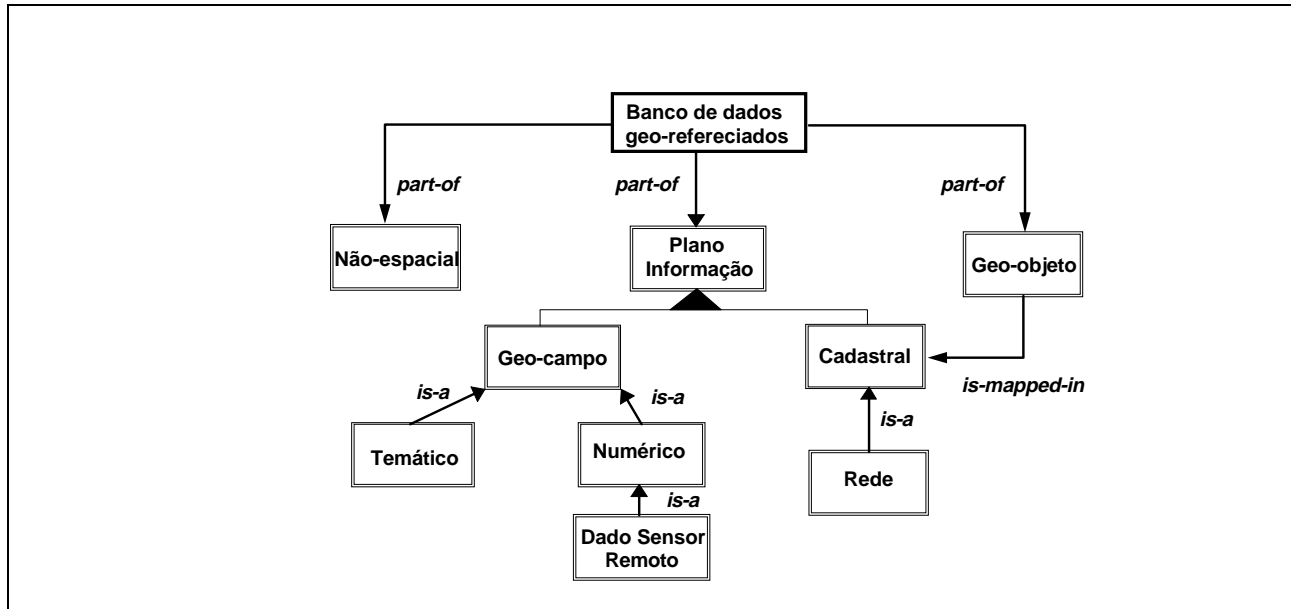 Banco de dados
geo-refereciados
part-of
part-of
part-of
Não-espacial
Plano
Informação
Geo-objeto
Geo-campo
Cadastral
is-mapped-in
is-a
is-a
is-a
Temático
Numérico
Rede
is-a
Dado Sensor
Remoto